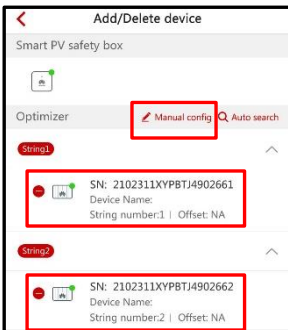 Add/Delete device
Smart PV safety box
Optimizer
Manual config
Auto search
String1
SN: 2102311XYPBTJ4902661
Device Name:
String number:1 | Offset: NA
String2
SN: 2102311XYPBTJ4902662
Device Name:
String number:2 | Offset: NA